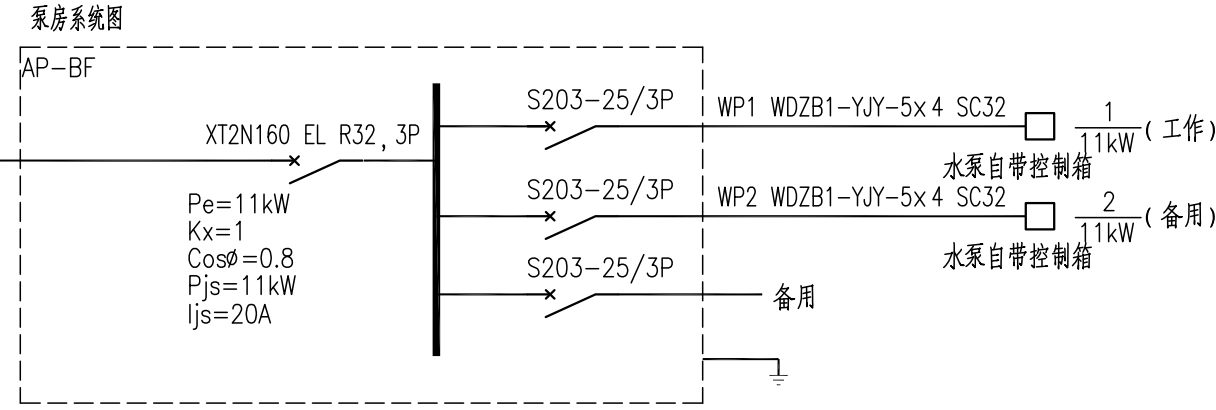 泵房系统图
AP-BF
XT2N160 EL R32, 3P
Pe=11kW
Kx=1
CosØ=0.8
Pjs=11kW
Ijs=20A
S203-25/3P
WP1 WDZB1-YJY-5x4 SC32
1
11kW
(工作)
水泵自带控制箱
S203-25/3P
WP2 WDZB1-YJY-5x4 SC32
2
11kW
(备用)
水泵自带控制箱
S203-25/3P
备用